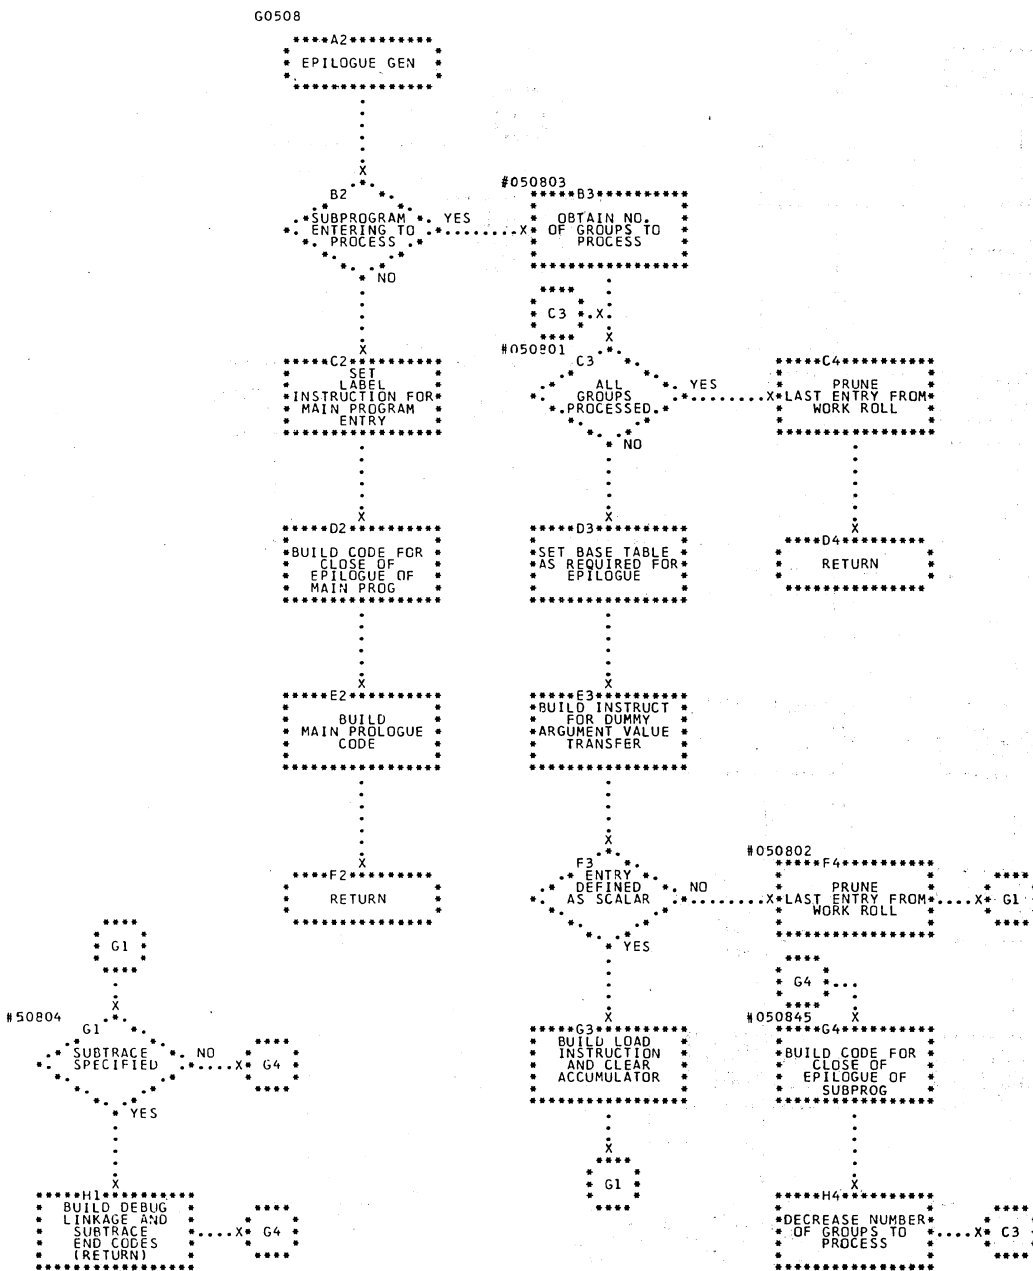 G0508
A2
EPILOGUE GEN
B2
SUBPROGRAM
ENTERING TO
PROCESS
YES
NO
#050803
B3
OBTAIN NO.
OF GROUPS TO
PROCESS
C3
#050801
C2
SET
LABEL
INSTRUCTION FOR
MAIN PROGRAM
ENTRY
C3
ALL
GROUPS
PROCESSED
YES
NO
C4
PRUNE
LAST ENTRY FROM
WORK ROLL
D2
BUILD CODE FOR
CLOSE OF
EPILOGUE OF
MAIN PROG
D3
SET BASE TABLE
AS REQUIRED FOR
EPILOGUE
D4
RETURN
E2
BUILD
MAIN PROLOGUE
CODE
E3
BUILD INSTRUCT
FOR DUMMY
ARGUMENT VALUE
TRANSFER
F2
RETURN
F3
ENTRY
DEFINED
AS SCALAR
NO
YES
#050802
F4
PRUNE
LAST ENTRY FROM
WORK ROLL
G1
G1
#50804
G1
SUBTRACE
SPECIFIED
NO
YES
G4
G3
BUILD LOAD
INSTRUCTION
AND CLEAR
ACCUMULATOR
G1
G4
#050845
G4
BUILD CODE FOR
CLOSE OF
EPILOGUE OF
SUBPROG
H1
BUILD DEBUG
LINKAGE AND
SUBTRACE
END CODES
(RETURN)
G4
H4
DECREASE NUMBER
OF GROUPS TO
PROCESS
C3